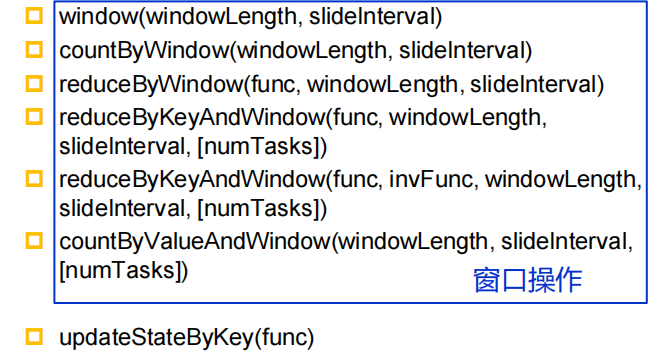 window(windowLength, slideInterval)
countByWindow(windowLength, slideInterval)
reduceByWindow(func, windowLength, slideInterval)
reduceByKeyAndWindow(func, windowLength,
slideInterval, [numTasks])
reduceByKeyAndWindow(func, invFunc, windowLength,
slideInterval, [numTasks])
countByValueAndWindow(windowLength, slideInterval,
[numTasks])
窗口操作
updateStateByKey(func)